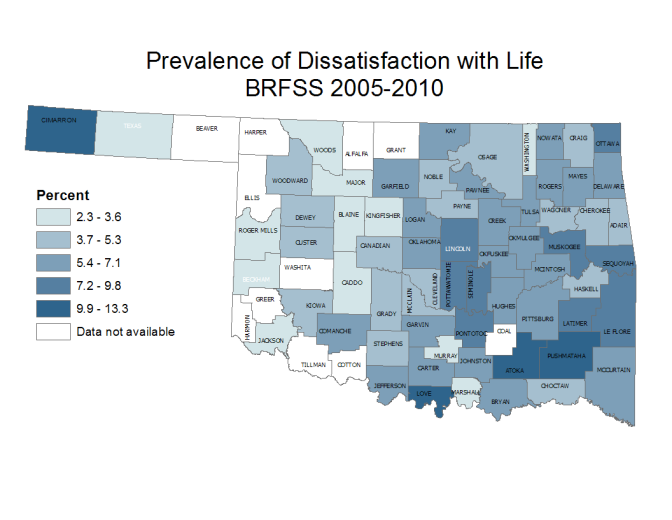 Prevalence of Dissatisfaction with Life
BRFSS 2005-2010
CIMARRON
TEXAS
BEAVER
HARPER
WOODS
ALFALFA
GRANT
KAY
OSAGE
WASHINGTON
NOWATA
CRAIG
OTTAWA
WOODWARD
MAJOR
GARFIELD
NOBLE
PAWNEE
ROGERS
MAYES
DELAWARE
ELLIS
DEWEY
BLAINE
KINGFISHER
LOGAN
PAYNE
CREEK
TULSA
WAGONER
CHEROKEE
ADAIR
ROGER MILLS
CUSTER
CANADIAN
OKLAHOMA
LINCOLN
OKFUSKEE
OKMULGEE
MUSKOGEE
SEQUOYAH
BECKHAM
WASHITA
CADDO
GRADY
MCCLAIN
CLEVELAND
POTTAWATOMIE
SEMINOLE
HUGHES
MCINTOSH
HASKELL
GREER
KIOWA
HARMON
JACKSON
COMANCHE
STEPHENS
GARVIN
PONTOTOC
COAL
PITTSBURG
LATIMER
LE FLORE
TILLMAN
COTTON
MURRAY
CARTER
JOHNSTON
ATOKA
PUSHMATAHA
MCCURTAIN
JEFFERSON
LOVE
MARSHALL
BRYAN
CHOCTAW
Percent
2.3 - 3.6
3.7 - 5.3
5.4 - 7.1
7.2 - 9.8
9.9 - 13.3
Data not available